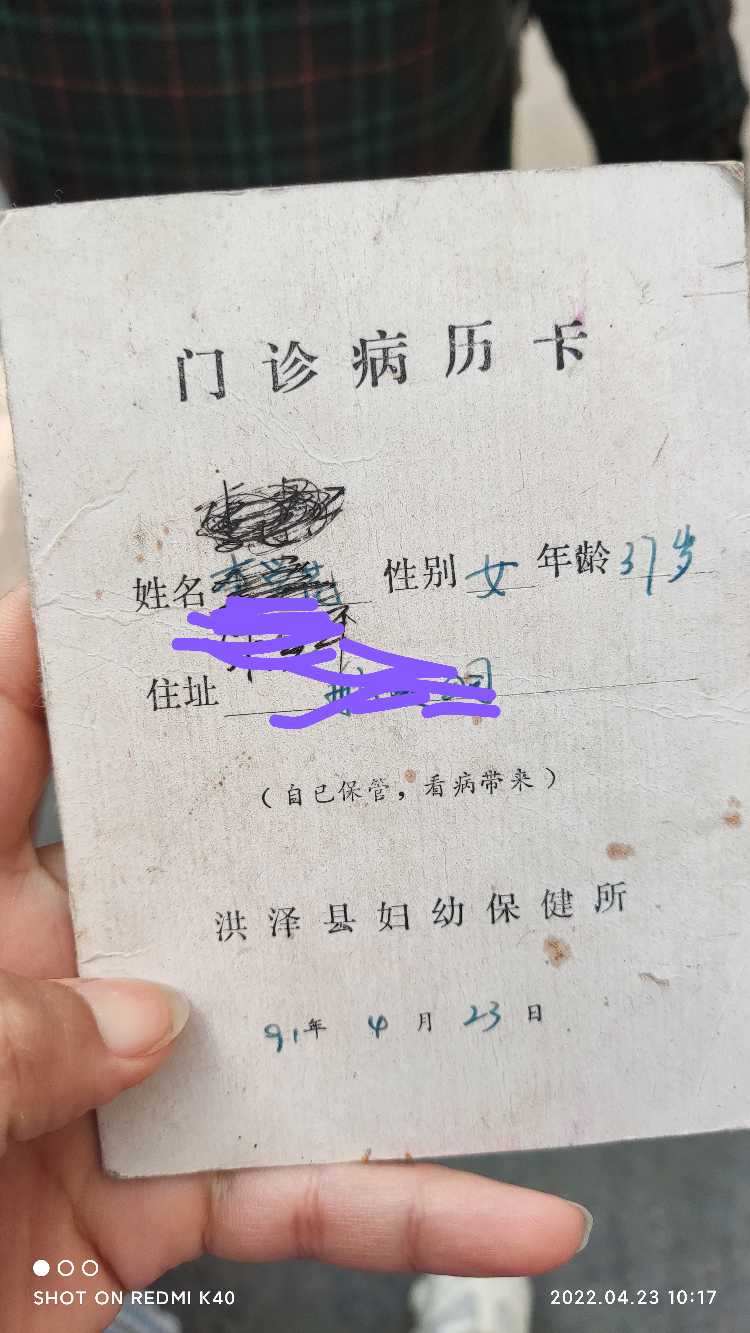 门诊病历卡
姓名 性别 女 年龄 37岁
住址 司
（自己保管，看病带来）
洪泽县妇幼保健所
91年 4月 23日
SHOT ON REDMI K40
2022.04.23 10:17